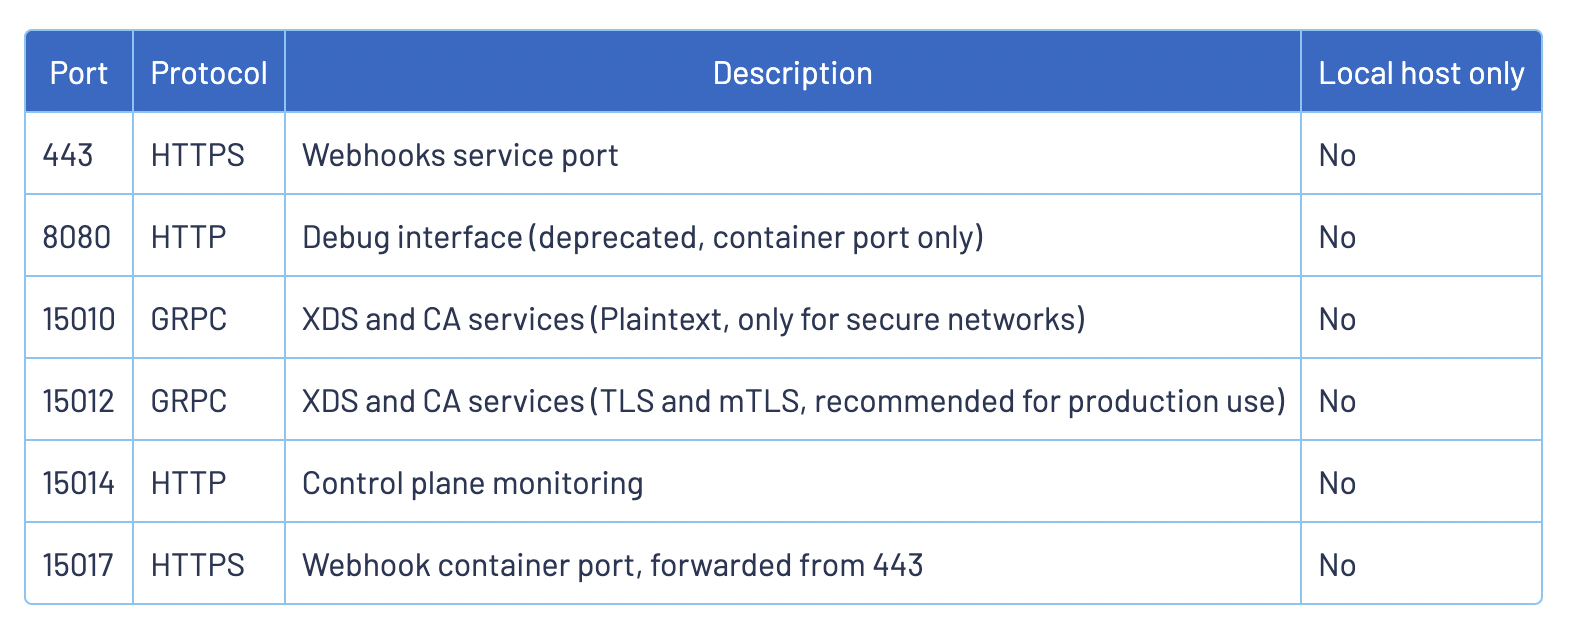 Port Protocol Description Local host only
443 HTTPS Webhooks service port No
8080 HTTP Debug interface (deprecated, container port only) No
15010 GRPC XDS and CA services (Plaintext, only for secure networks) No
15012 GRPC XDS and CA services (TLS and mTLS, recommended for production use) No
15014 HTTP Control plane monitoring No
15017 HTTPS Webhook container port, forwarded from 443 No